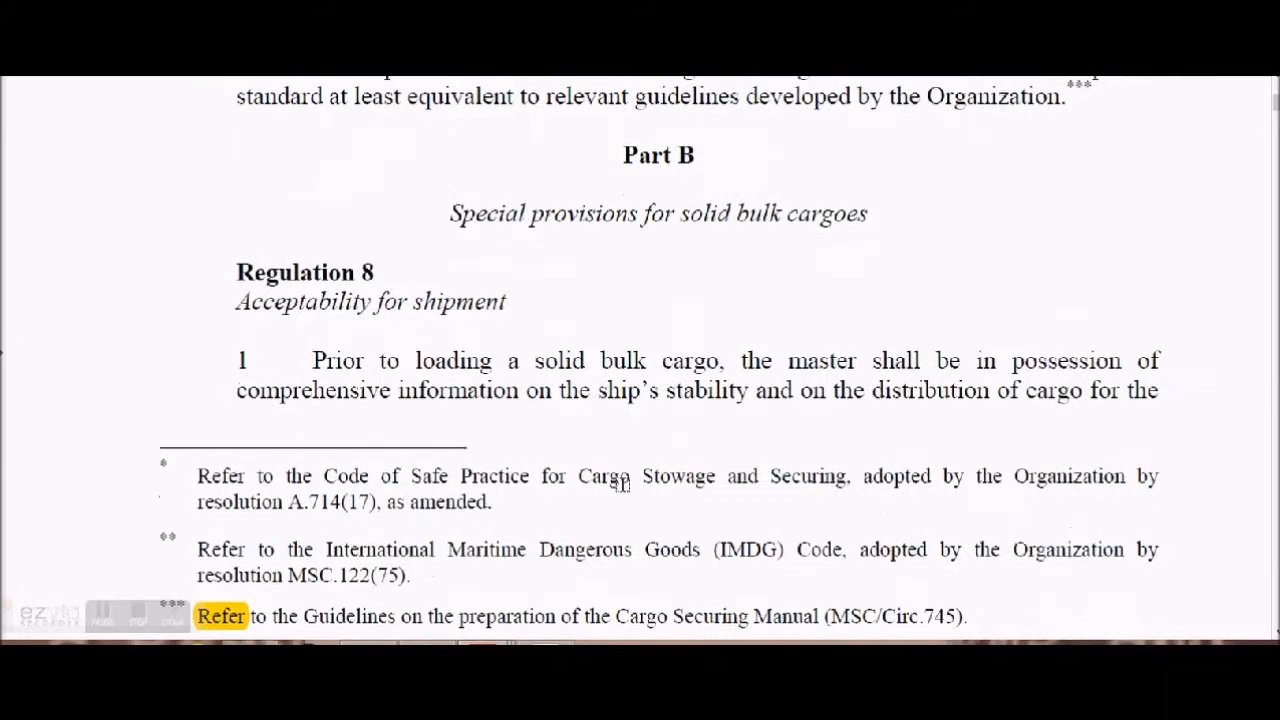 standard at least equivalent to relevant guidelines developed by the Organization.***
Part B
Special provisions for solid bulk cargoes
Regulation 8
Acceptability for shipment
1 Prior to loading a solid bulk cargo, the master shall be in possession of
comprehensive information on the ship's stability and on the distribution of cargo for the
* Refer to the Code of Safe Practice for Cargo Stowage and Securing, adopted by the Organization by
resolution A.714(17), as amended.
** Refer to the International Maritime Dangerous Goods (IMDG) Code, adopted by the Organization by
resolution MSC.122(75).
*** Refer to the Guidelines on the preparation of the Cargo Securing Manual (MSC/Circ.745).
RECORDER
PAUSE STOP